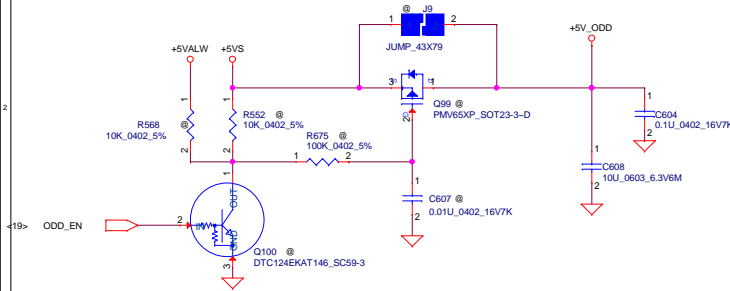 @ J9
1 2
JUMP_43X79
+5V_ODD
+5VALW +5VS
3 1
Q99 @
PMV65XP_SOT23-3~D
2
1 1
R568 R552 @
10K_0402_5% @ 10K_0402_5%
2 2
R675 @
100K_0402_5%
1 2
1
C604
0.1U_0402_16V7K
2
1
C608
10U_0603_6.3V6M
2
1
C607
0.01U_0402_16V7K
2
1
OUT
<19> ODD_EN 2 IN
GND
3
Q100 @
DTC124EKAT146_SC59-3
2